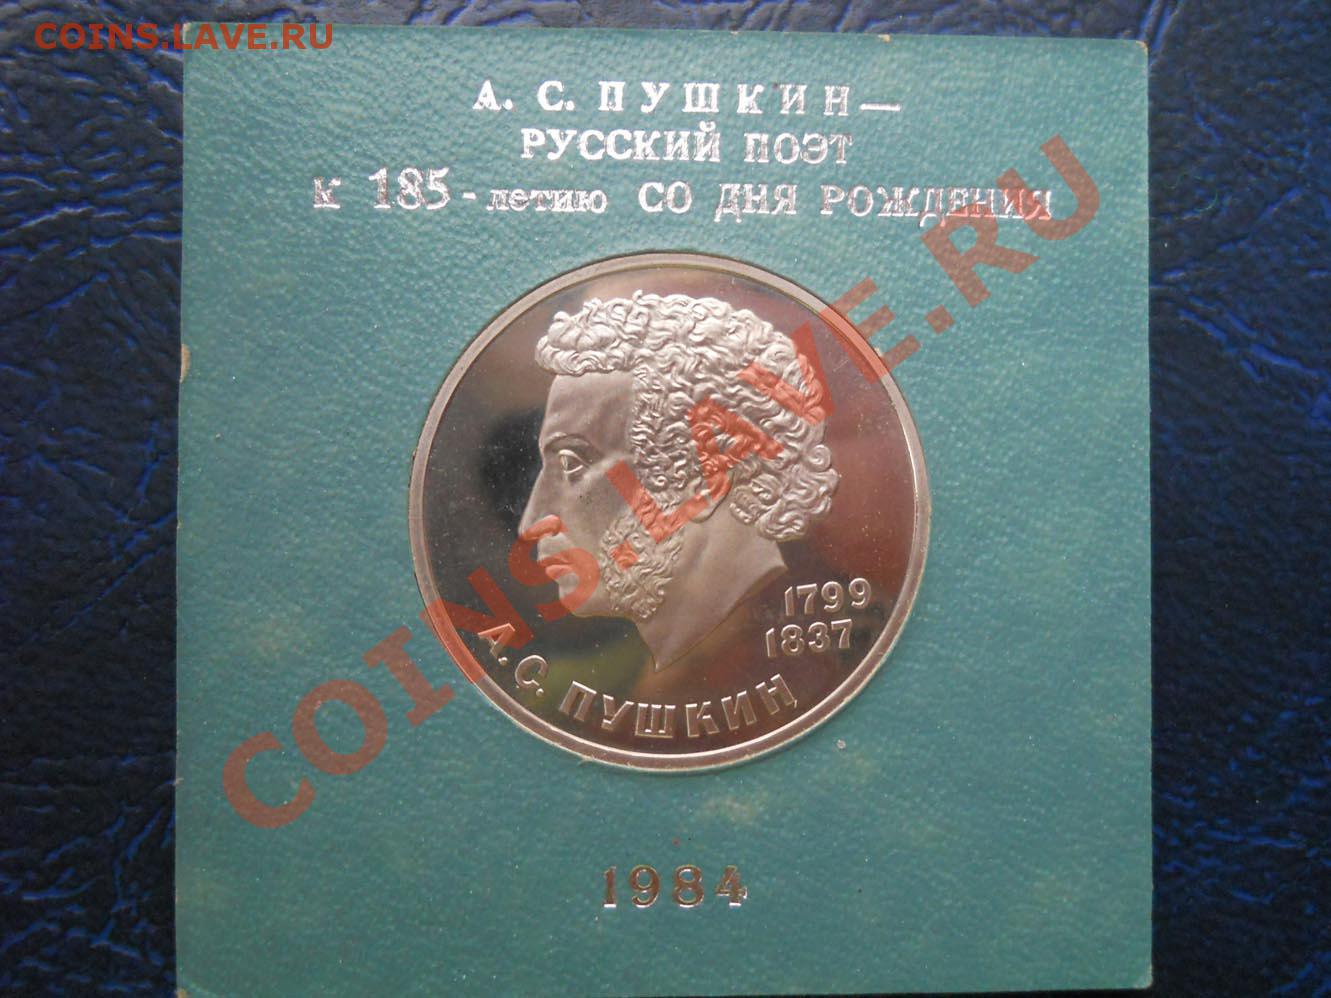 COINS.LAVE.RU
А. С. ПУШКИН—
РУССКИЙ ПОЭТ
К 185-летию СО ДНЯ РОЖДЕНИЯ
1799
1837
А. С. ПУШКИН
1984
COINS.LAVE.RU